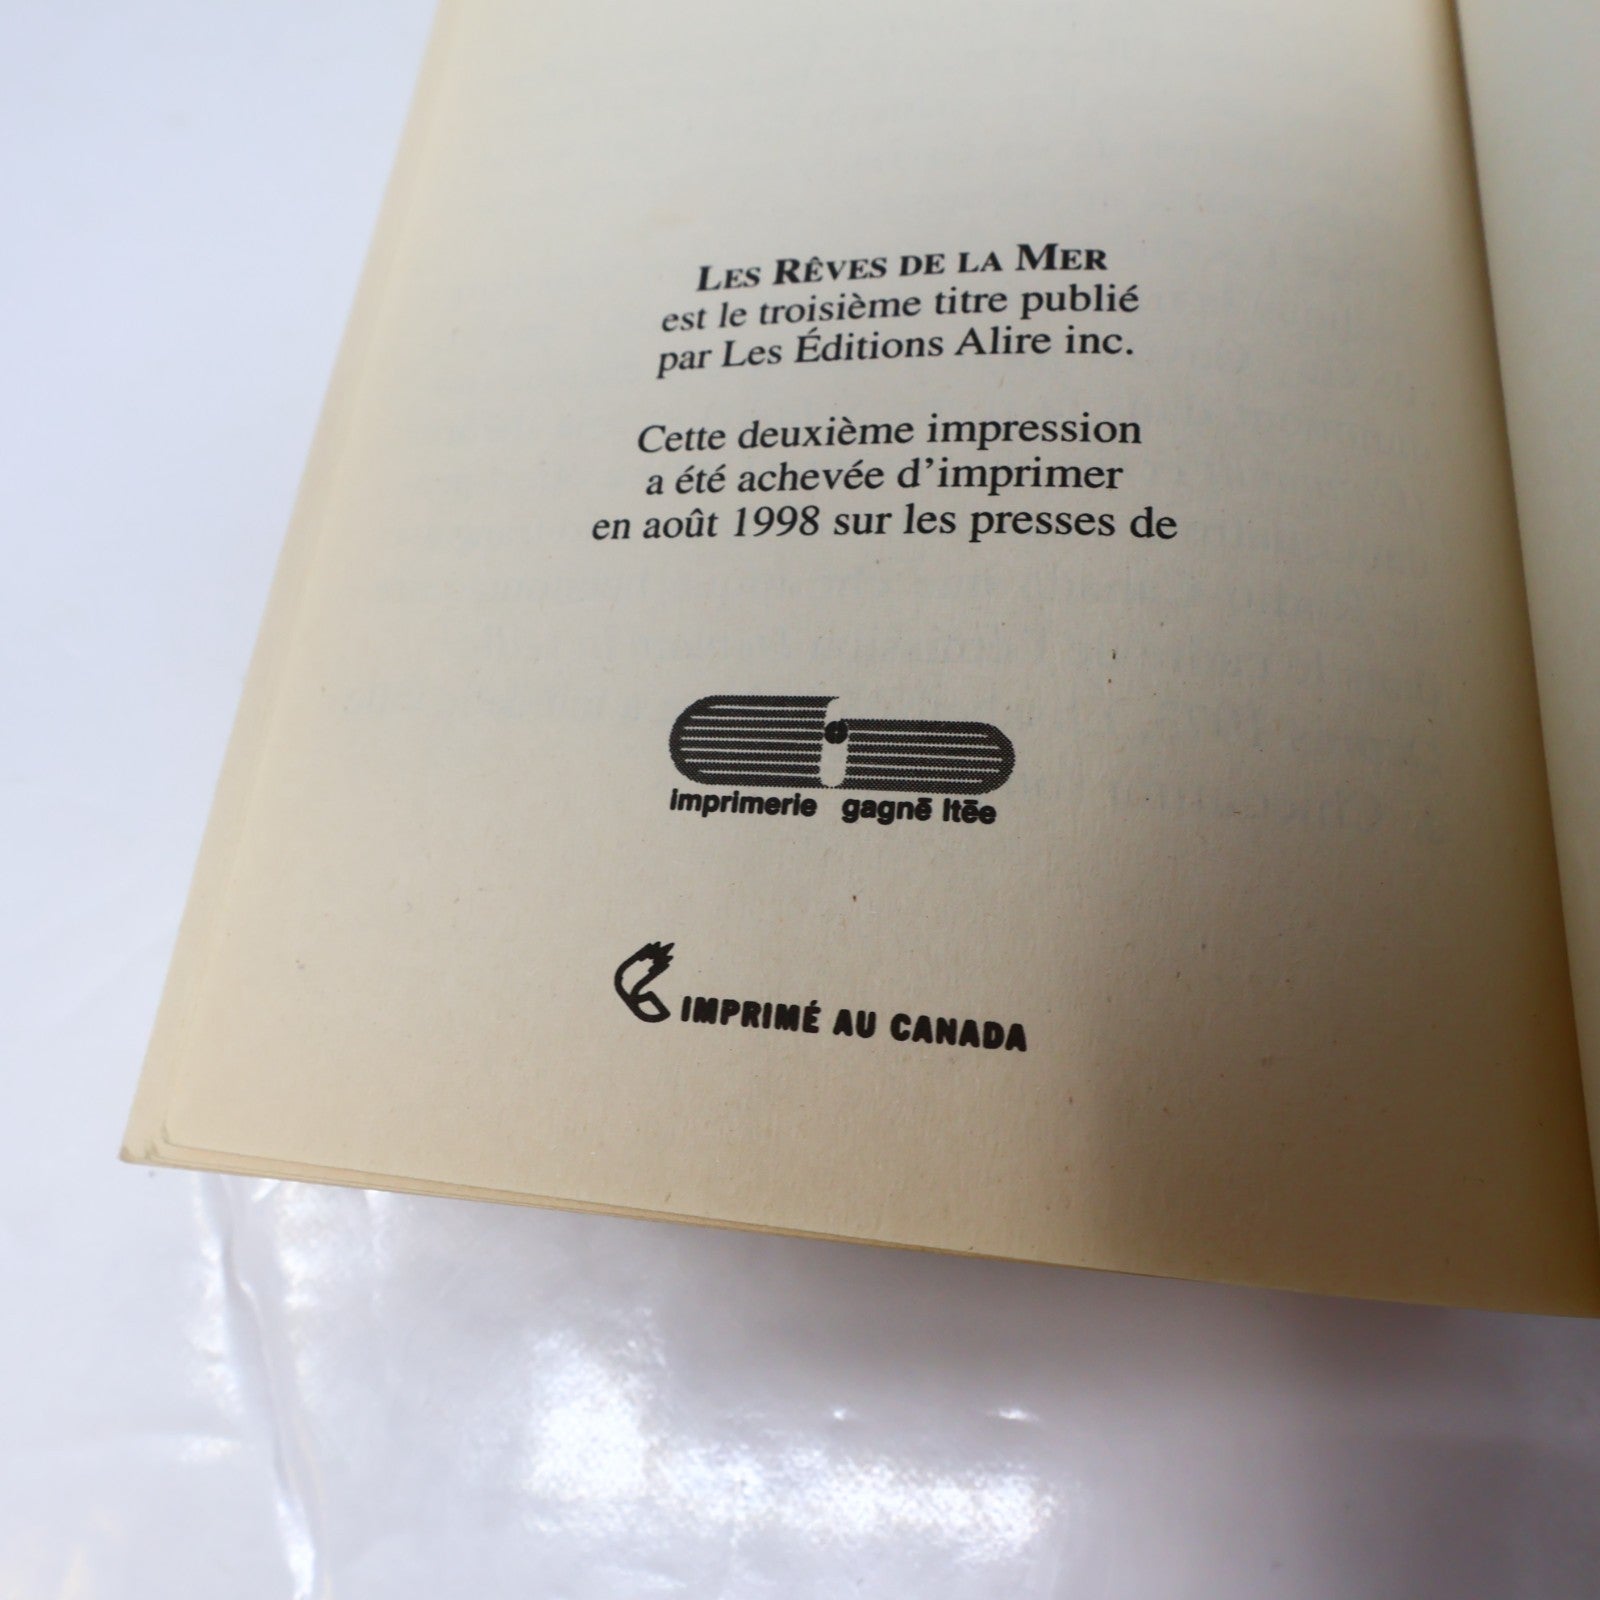 LES RÊVES DE LA MER
est le troisième titre publié
par Les Éditions Alire inc.
Cette deuxième impression
a été achevée d'imprimer
en août 1998 sur les presses de
imprimerie gagné ltée
IMPRIMÉ AU CANADA